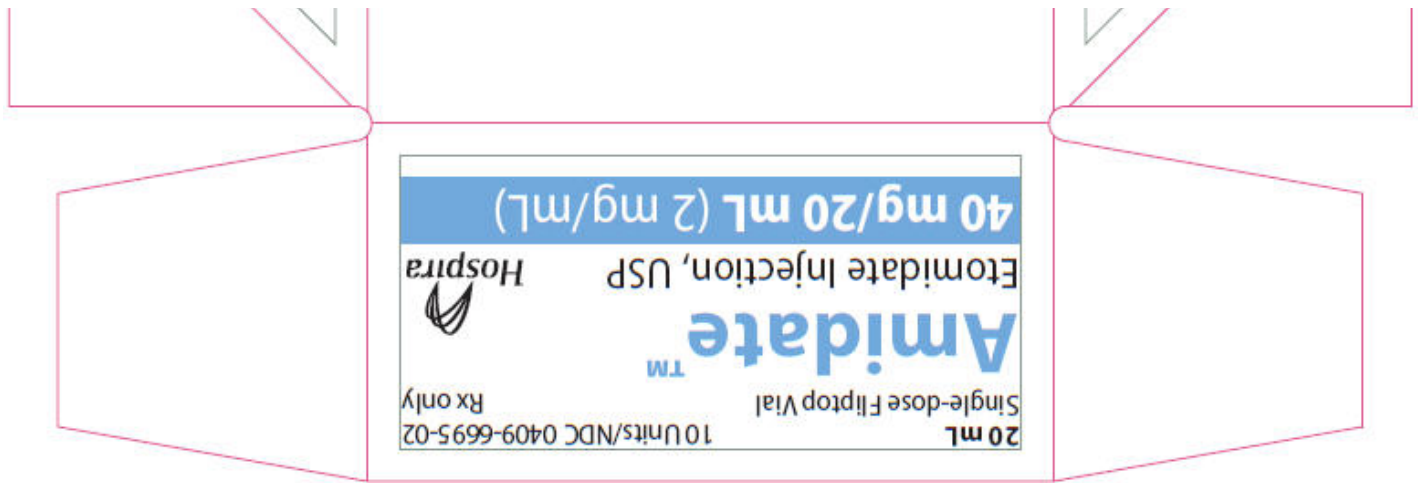 20 mL 10 Units/NDC 0409-6695-02
Single-dose Fliptop Vial Rx only
Amidate™
Etomidate Injection, USP Hospira
40 mg/20 mL (2 mg/mL)